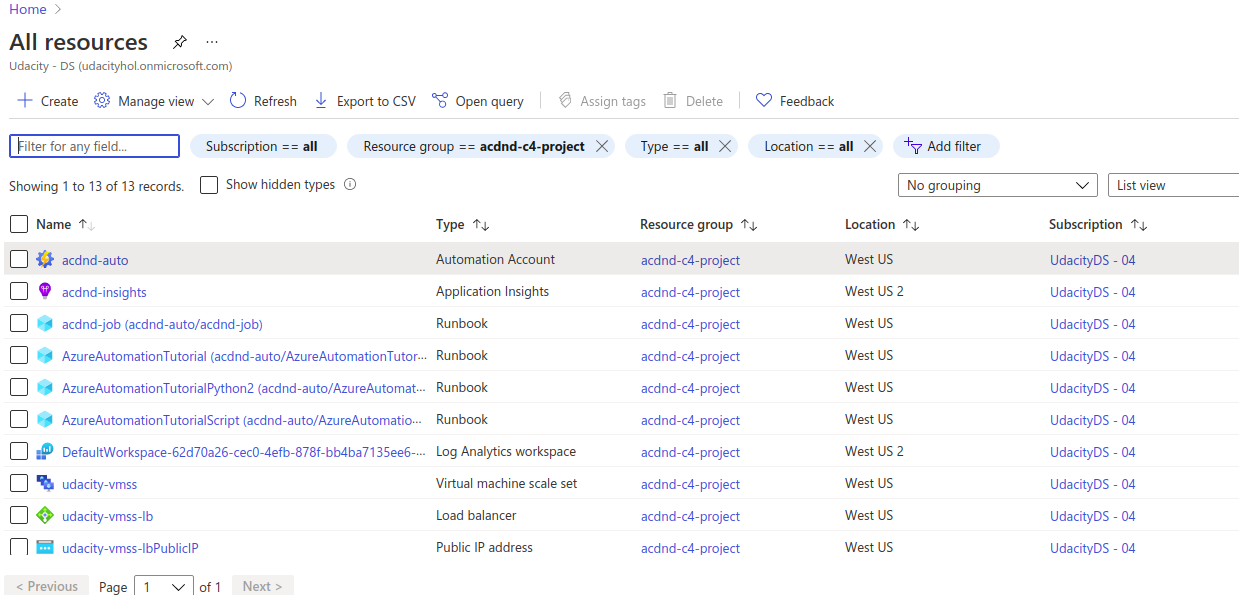 Home >
All resources ...
Udacity - DS (udacityhol.onmicrosoft.com)
Create Manage view Refresh Export to CSV Open query Assign tags Delete Feedback
Filter for any field... Subscription == all Resource group == acdnd-c4-project Type == all Location == all Add filter
Showing 1 to 13 of 13 records. Show hidden types No grouping List view
Name Type Resource group Location Subscription
acdnd-auto Automation Account acdnd-c4-project West US UdacityDS - 04
acdnd-insights Application Insights acdnd-c4-project West US 2 UdacityDS - 04
acdnd-job (acdnd-auto/acdnd-job) Runbook acdnd-c4-project West US UdacityDS - 04
AzureAutomationTutorial (acdnd-auto/AzureAutomationTutor... Runbook acdnd-c4-project West US UdacityDS - 04
AzureAutomationTutorialPython2 (acdnd-auto/AzureAutomat... Runbook acdnd-c4-project West US UdacityDS - 04
AzureAutomationTutorialScript (acdnd-auto/AzureAutomatio... Runbook acdnd-c4-project West US UdacityDS - 04
DefaultWorkspace-62d70a26-cec0-4efb-878f-bb4ba7135ee6-... Log Analytics workspace acdnd-c4-project West US 2 UdacityDS - 04
udacity-vmss Virtual machine scale set acdnd-c4-project West US UdacityDS - 04
udacity-vmss-lb Load balancer acdnd-c4-project West US UdacityDS - 04
udacity-vmss-lbPublicIP Public IP address acdnd-c4-project West US UdacityDS - 04
< Previous Page 1 of 1 Next >